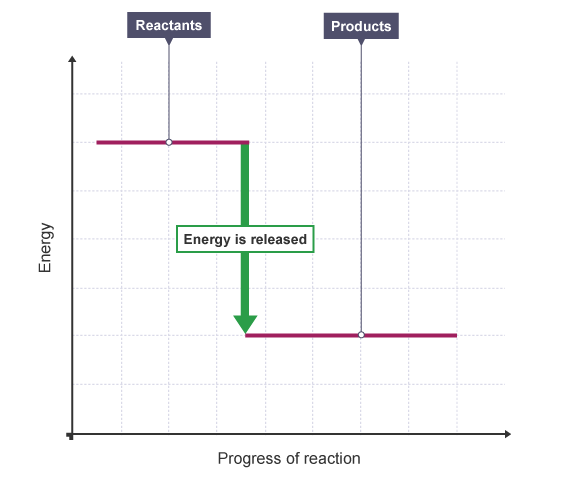 Reactants
Products
Energy is released
Energy
Progress of reaction